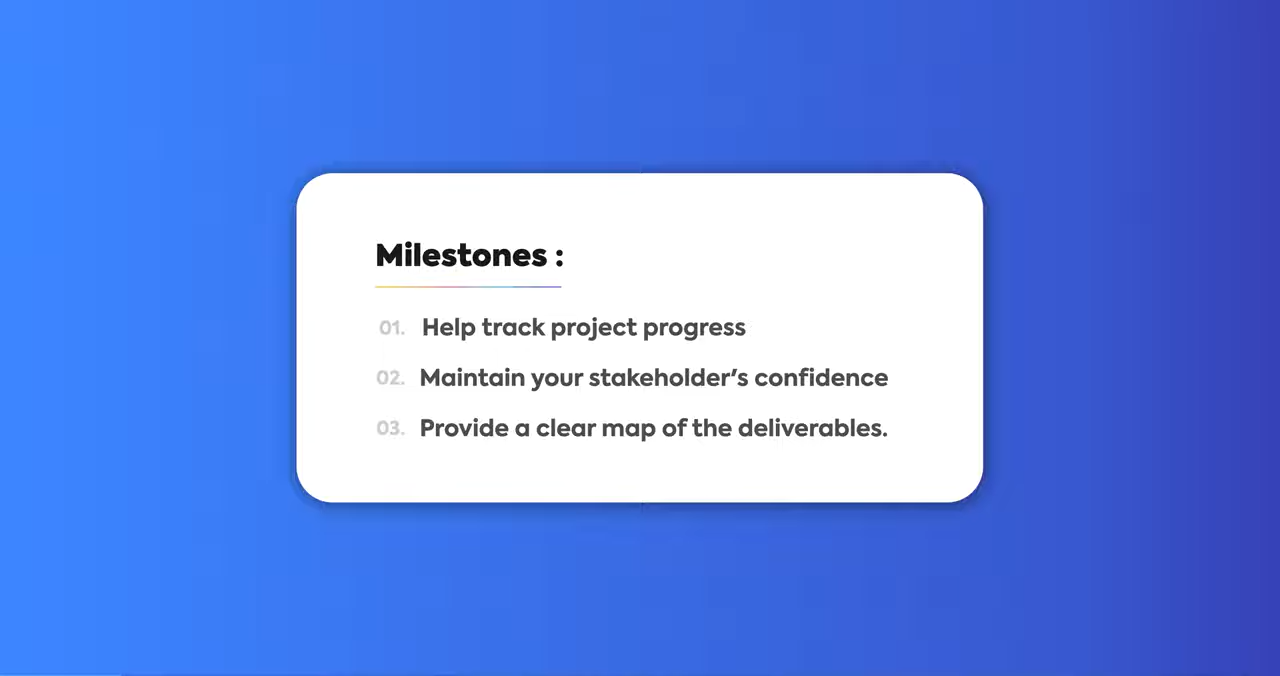 Milestones :
01. Help track project progress
02. Maintain your stakeholder's confidence
03. Provide a clear map of the deliverables.